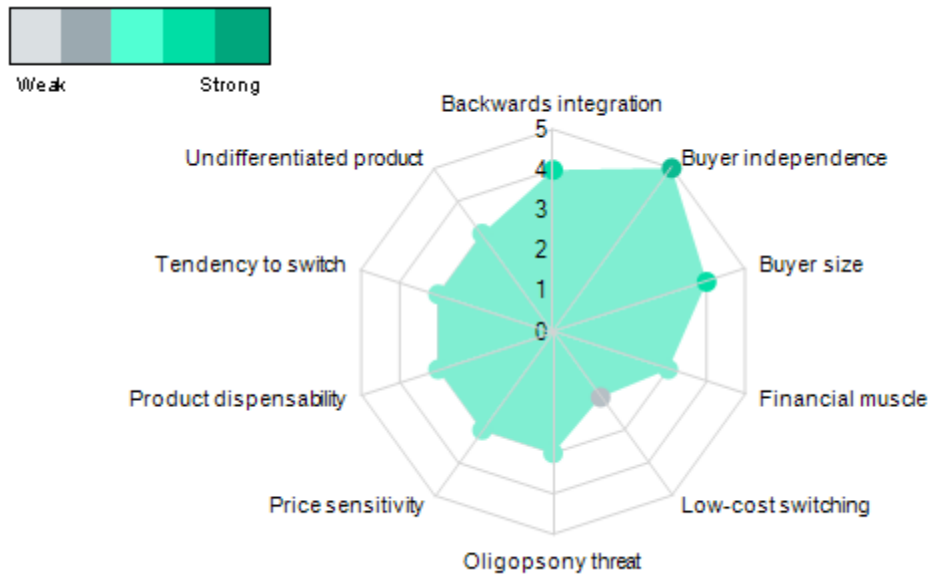 Weak
Strong
Backwards integration
Undifferentiated product
Buyer independence
Tendency to switch
Buyer size
Product dispensability
Financial muscle
Price sensitivity
Low-cost switching
Oligopsony threat
5
4
3
2
1
0